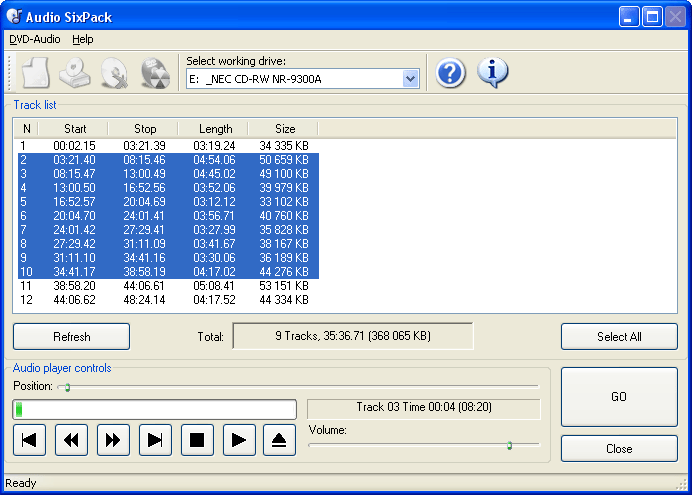 Audio SixPack
DVD-Audio Help
Select working drive:
E: _NEC CD-RW NR-9300A
Track list
N Start Stop Length Size
1 00:02.15 03:21.39 03:19.24 34 335 KB
2 03:21.40 08:15.46 04:54.06 50 659 KB
3 08:15.47 13:00.49 04:45.02 49 100 KB
4 13:00.50 16:52.56 03:52.06 39 979 KB
5 16:52.57 20:04.69 03:12.12 33 102 KB
6 20:04.70 24:01.41 03:56.71 40 760 KB
7 24:01.42 27:29.41 03:27.99 35 828 KB
8 27:29.42 31:11.09 03:41.67 38 167 KB
9 31:11.10 34:41.16 03:30.06 36 189 KB
10 34:41.17 38:58.19 04:17.02 44 276 KB
11 38:58.20 44:06.61 05:08.41 53 151 KB
12 44:06.62 48:24.14 04:17.52 44 334 KB
Refresh Total: 9 Tracks, 35:36.71 (368 065 KB) Select All
Audio player controls
Position:
GO
Track 03 Time 00:04 (08:20)
Volume:
Close
Ready